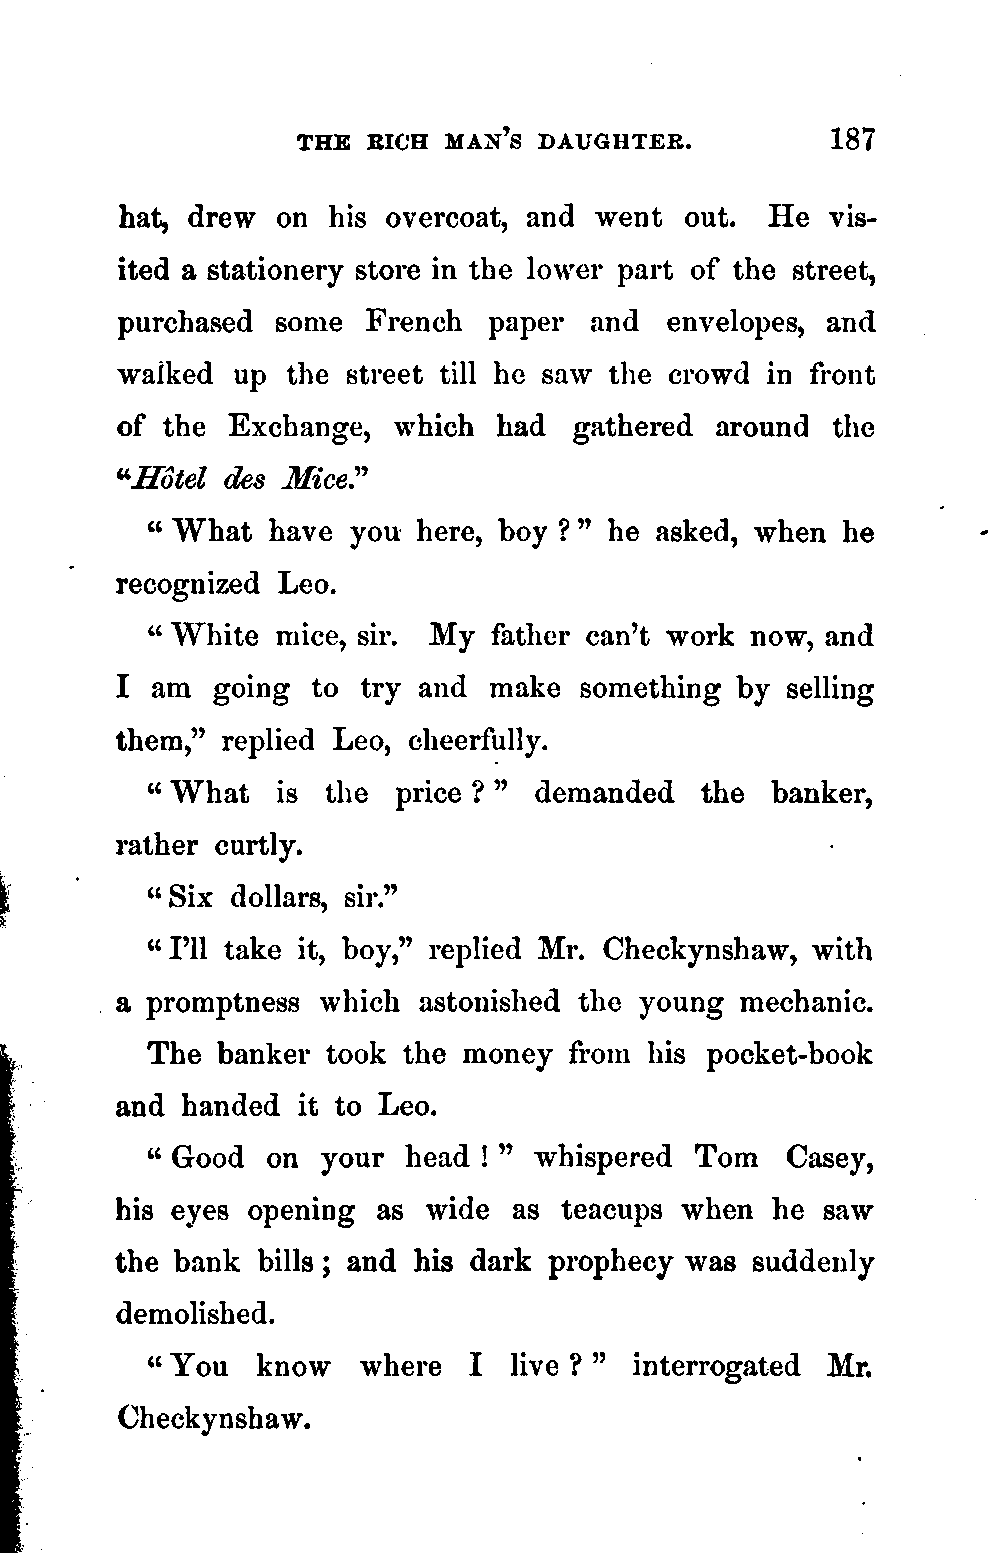 THE RICH MAN'S DAUGHTER. 187
hat, drew on his overcoat, and went out. He vis-
ited a stationery store in the lower part of the street,
purchased some French paper and envelopes, and
walked up the street till he saw the crowd in front
of the Exchange, which had gathered around the
"Hôtel des Mice."
" What have you here, boy ? " he asked, when he
recognized Leo.
" White mice, sir. My father can't work now, and
I am going to try and make something by selling
them," replied Leo, cheerfully.
" What is the price ? " demanded the banker,
rather curtly.
" Six dollars, sir."
" I'll take it, boy," replied Mr. Checkynshaw, with
a promptness which astonished the young mechanic.
The banker took the money from his pocket-book
and handed it to Leo.
" Good on your head ! " whispered Tom Casey,
his eyes opening as wide as teacups when he saw
the bank bills ; and his dark prophecy was suddenly
demolished.
" You know where I live ? " interrogated Mr.
Checkynshaw.